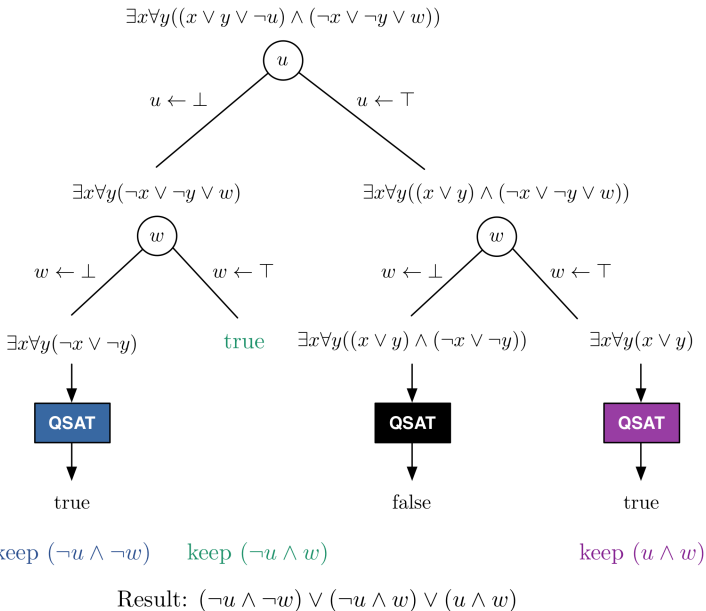 ∃x∀y((x ∨ y ∨ ¬u) ∧ (¬x ∨ ¬y ∨ w))
u
u ← ⊥
u ← ⊤
∃x∀y(¬x ∨ ¬y ∨ w)
∃x∀y((x ∨ y) ∧ (¬x ∨ ¬y ∨ w))
w
w
w ← ⊥
w ← ⊤
w ← ⊥
w ← ⊤
∃x∀y(¬x ∨ ¬y)
true
∃x∀y((x ∨ y) ∧ (¬x ∨ ¬y))
∃x∀y(x ∨ y)
QSAT
QSAT
QSAT
true
false
true
keep (¬u ∧ ¬w)
keep (¬u ∧ w)
keep (u ∧ w)
Result: (¬u ∧ ¬w) ∨ (¬u ∧ w) ∨ (u ∧ w)